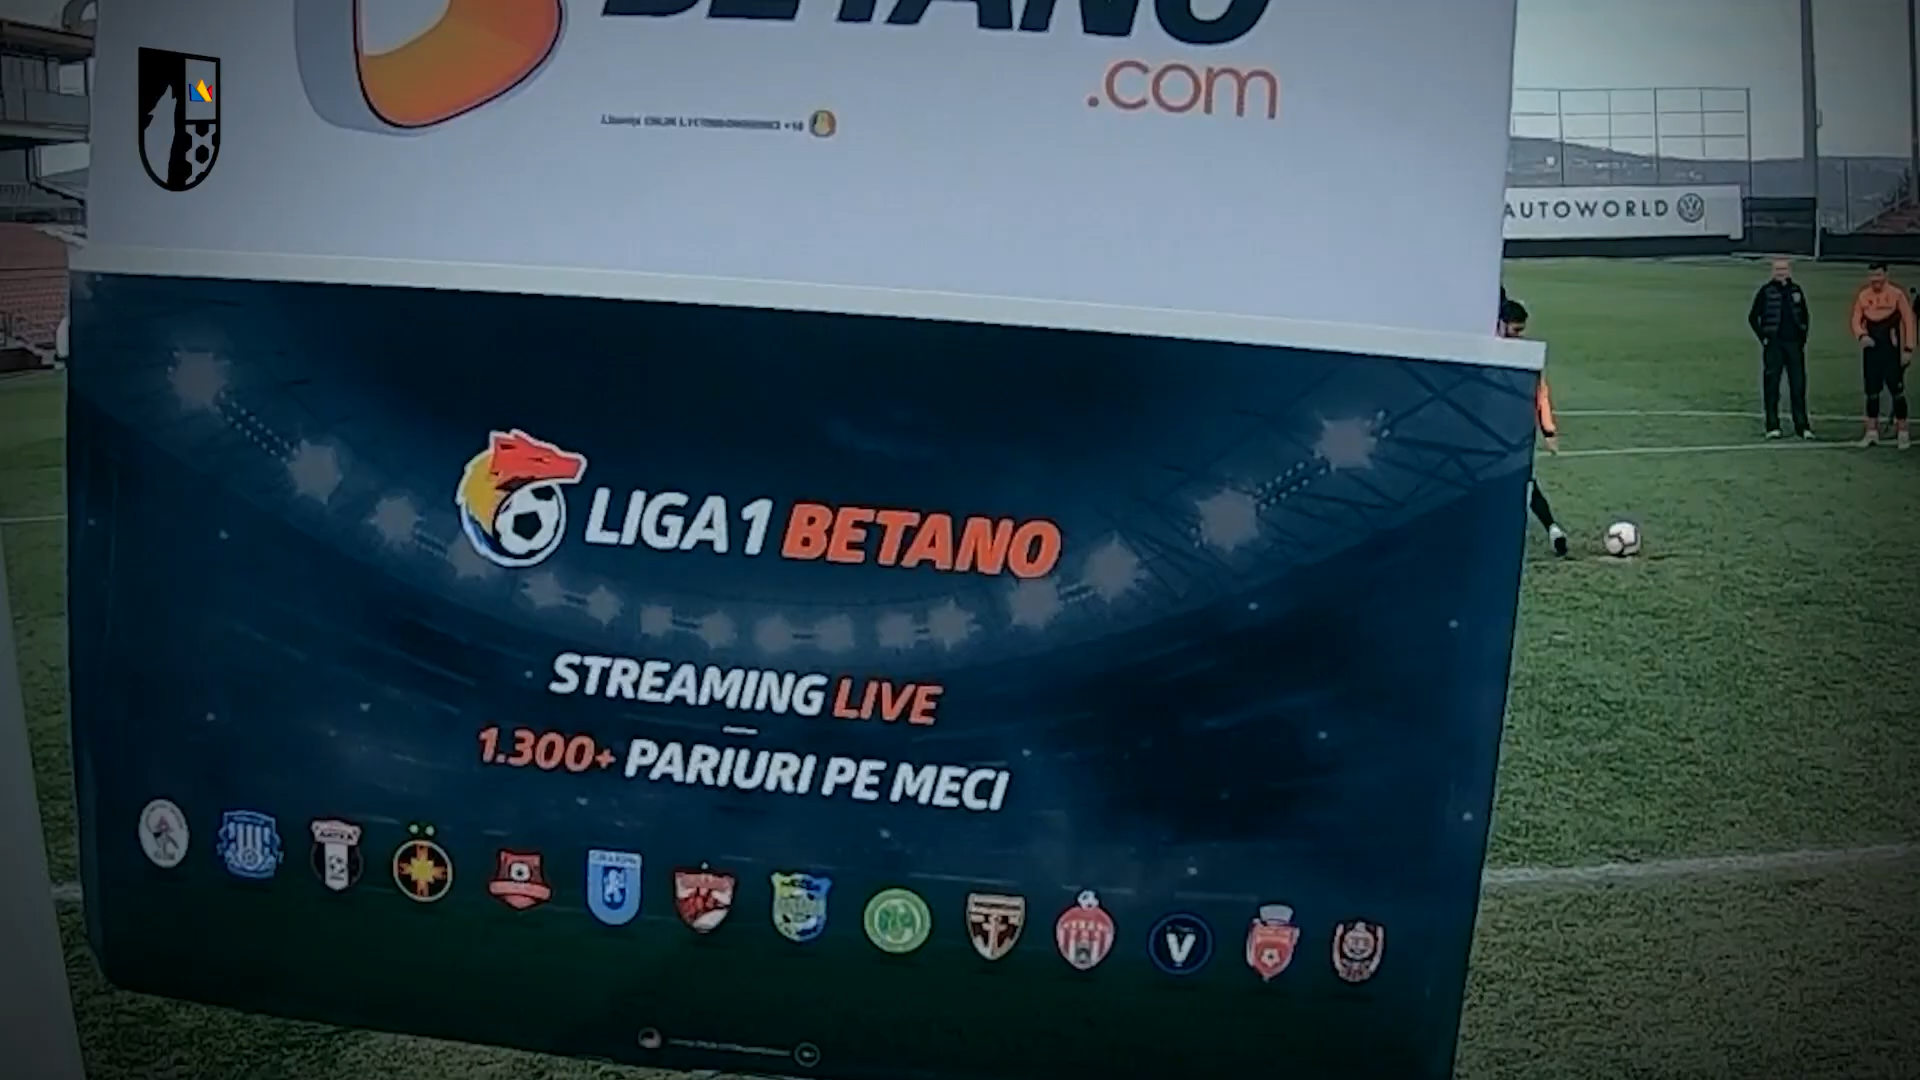 BETANO
.com
AUTOWORLD
LIGA 1 BETANO
STREAMING LIVE
1.300+ PARIURI PE MECI
V